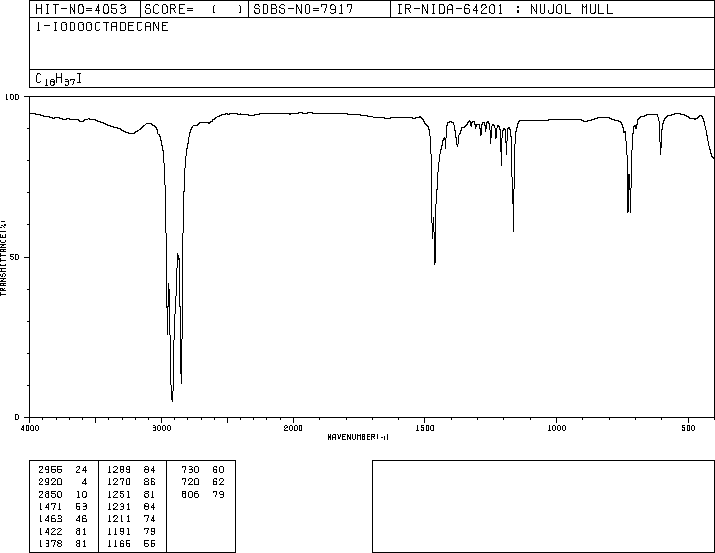 HIT-NO=4053 SCORE= ( ) SDBS-NO=7917 IR-NIDA-64201 : NUJOL MULL
1-IODOOCTADECANE
C18H37I
100
50
0
TRANSMITTANCE(%)
4000 3000 2000 1500 1000 500
WAVENUMBER(-1)
2966 24 1289 84 730 60
2920 4 1270 86 720 62
2850 10 1251 81 606 79
1471 53 1231 84
1463 46 1211 74
1422 81 1191 79
1378 81 1166 56